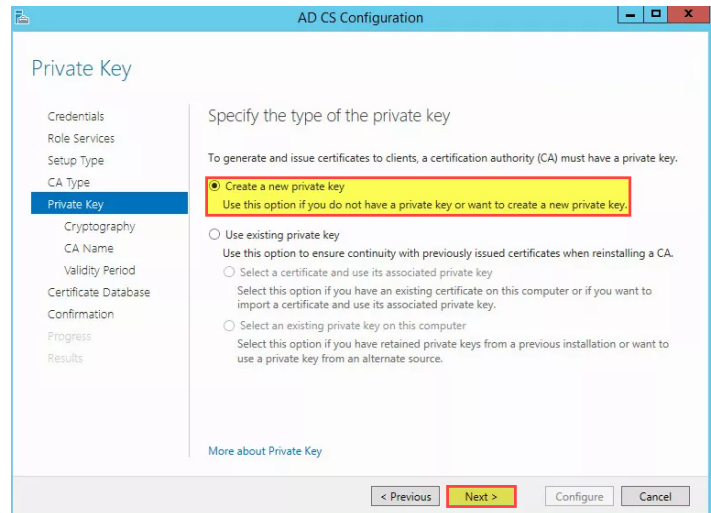 AD CS Configuration
Private Key
Credentials
Role Services
Setup Type
CA Type
Private Key
Cryptography
CA Name
Validity Period
Certificate Database
Confirmation
Progress
Results
Specify the type of the private key
To generate and issue certificates to clients, a certification authority (CA) must have a private key.
Create a new private key
Use this option if you do not have a private key or want to create a new private key.
Use existing private key
Use this option to ensure continuity with previously issued certificates when reinstalling a CA.
Select a certificate and use its associated private key
Select this option if you have an existing certificate on this computer or if you want to
import a certificate and use its associated private key.
Select an existing private key on this computer
Select this option if you have retained private keys from a previous installation or want to
use a private key from an alternate source.
More about Private Key
< Previous
Next >
Configure
Cancel